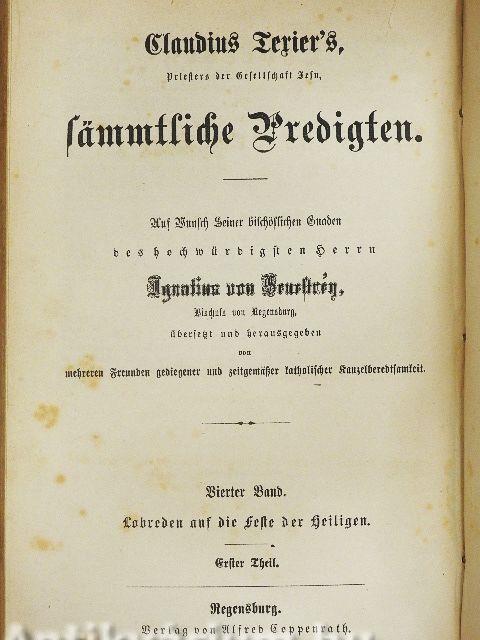 Claudius Texier's,
Priesters der Gesellschaft Jesu,
sämmtliche Predigten.
Auf Wunsch Seiner bischöflichen Gnaden
des hochwürdigsten Herrn
Ignatius von Senestréy,
Bischofs von Regensburg,
übersetzt und herausgegeben
von
mehreren Freunden gediegener und zeitgemäßer katholischer Kanzelberedtsamkeit.
Vierter Band.
Lobreden auf die Feste der Heiligen.
Erster Theil.
Regensburg.
Verlag von Alfred Coppenrath.